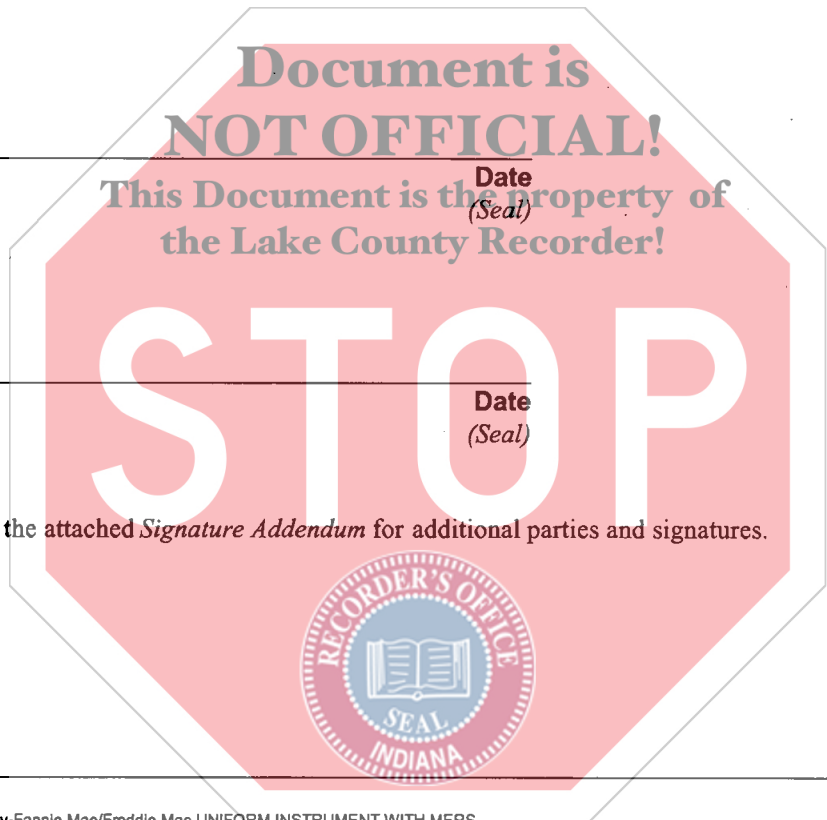 Document is
NOT OFFICIAL!
Date
This Document is the property of
(Seal)
the Lake County Recorder!
STOP
Date
(Seal)
the attached Signature Addendum for additional parties and signatures.
RECORDER'S OFFICE
SEAL
INDIANA
y-Fannie Mae/Freddie Mac UNIFORM INSTRUMENT WITH MERS